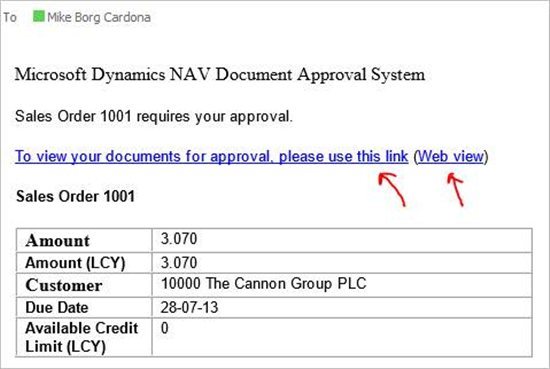 To Mike Borg Cardona
Microsoft Dynamics NAV Document Approval System
Sales Order 1001 requires your approval.
To view your documents for approval, please use this link (Web view)
Sales Order 1001
Amount 3.070
Amount (LCY) 3.070
Customer 10000 The Cannon Group PLC
Due Date 28-07-13
Available Credit 0
Limit (LCY)